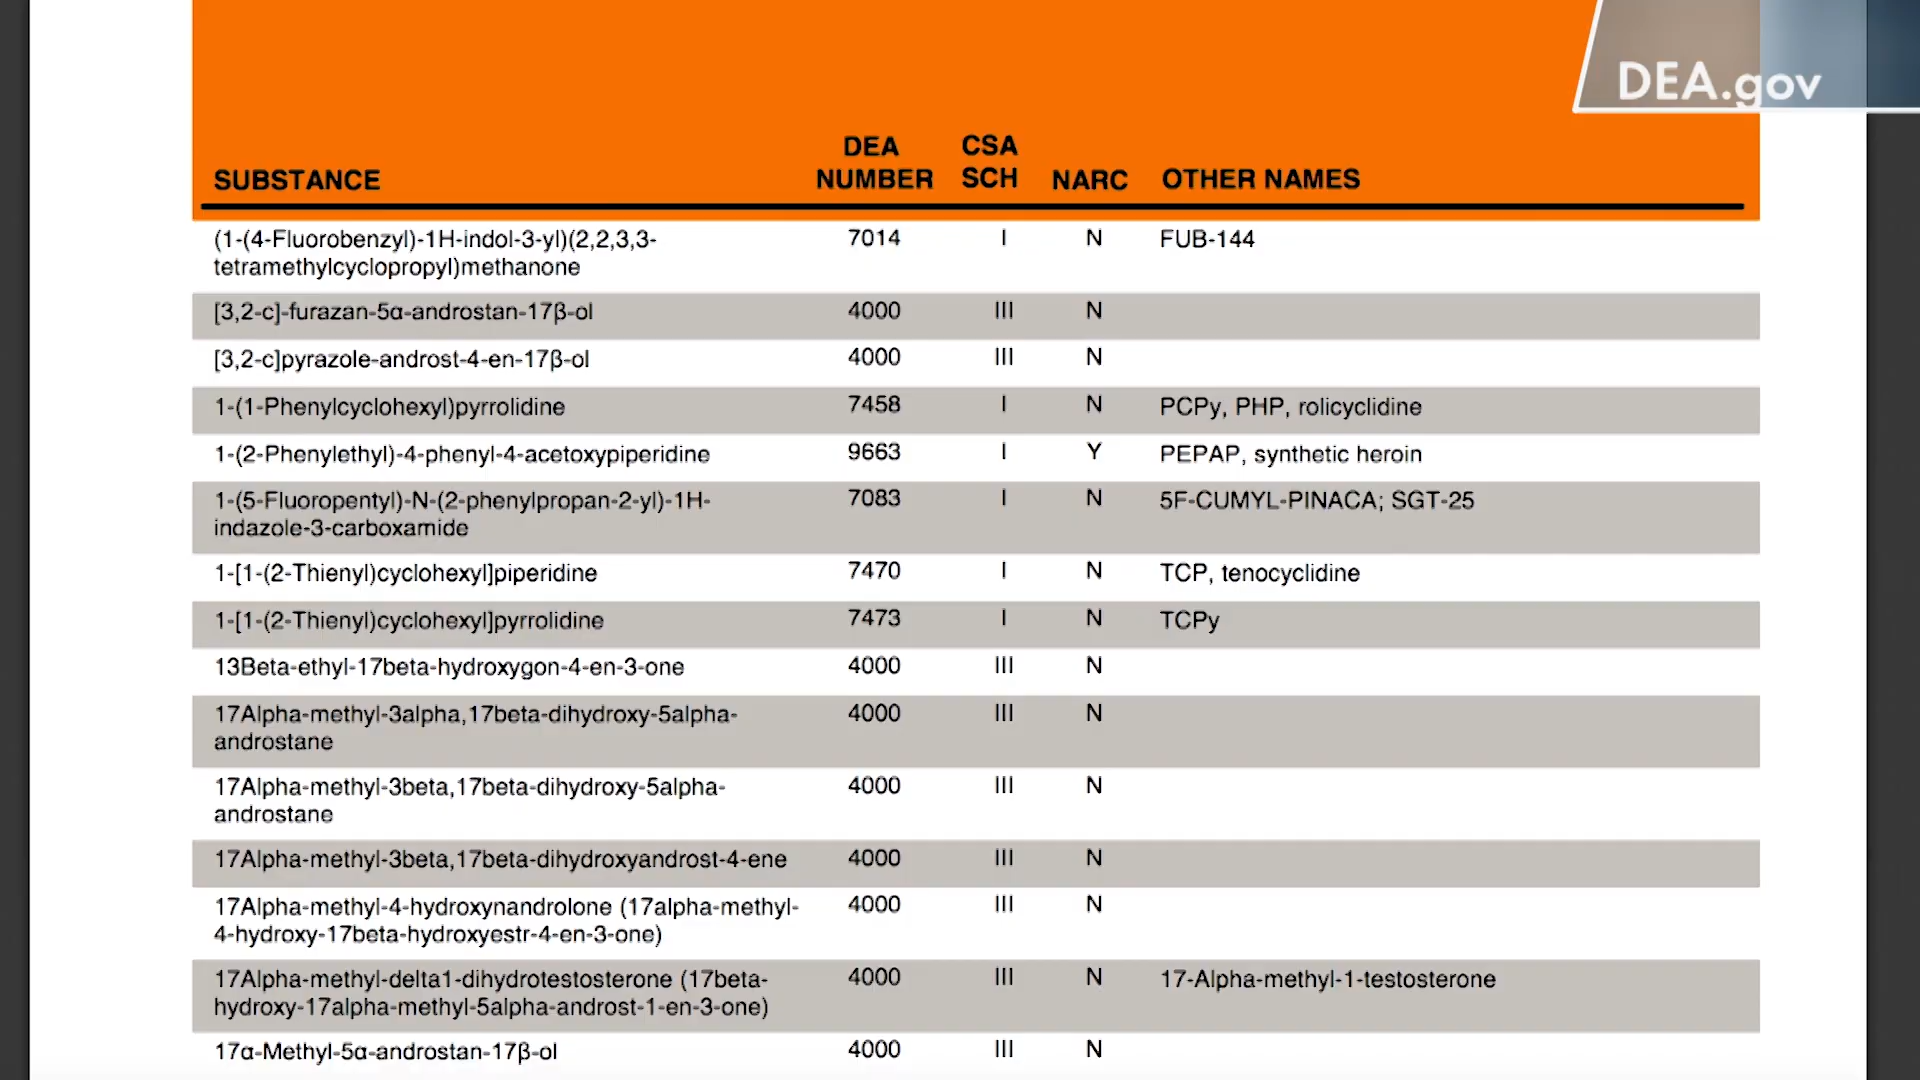 DEA.gov
DEA CSA
SUBSTANCE NUMBER SCH NARC OTHER NAMES
(1-(4-Fluorobenzyl)-1H-indol-3-yl)(2,2,3,3- 7014 I N FUB-144
tetramethylcyclopropyl)methanone
[3,2-c]-furazan-5α-androstan-17β-ol 4000 III N
[3,2-c]pyrazole-androst-4-en-17β-ol 4000 III N
1-(1-Phenylcyclohexyl)pyrrolidine 7458 I N PCPy, PHP, rolicyclidine
1-(2-Phenylethyl)-4-phenyl-4-acetoxypiperidine 9663 I Y PEPAP, synthetic heroin
1-(5-Fluoropentyl)-N-(2-phenylpropan-2-yl)-1H- 7083 I N 5F-CUMYL-PINACA; SGT-25
indazole-3-carboxamide
1-[1-(2-Thienyl)cyclohexyl]piperidine 7470 I N TCP, tenocyclidine
1-[1-(2-Thienyl)cyclohexyl]pyrrolidine 7473 I N TCPy
13Beta-ethyl-17beta-hydroxygon-4-en-3-one 4000 III N
17Alpha-methyl-3alpha,17beta-dihydroxy-5alpha- 4000 III N
androstane
17Alpha-methyl-3beta,17beta-dihydroxy-5alpha- 4000 III N
androstane
17Alpha-methyl-3beta,17beta-dihydroxyandrost-4-ene 4000 III N
17Alpha-methyl-4-hydroxynandrolone (17alpha-methyl- 4000 III N
4-hydroxy-17beta-hydroxyestr-4-en-3-one)
17Alpha-methyl-delta1-dihydrotestosterone (17beta- 4000 III N 17-Alpha-methyl-1-testosterone
hydroxy-17alpha-methyl-5alpha-androst-1-en-3-one)
17α-Methyl-5α-androstan-17β-ol 4000 III N